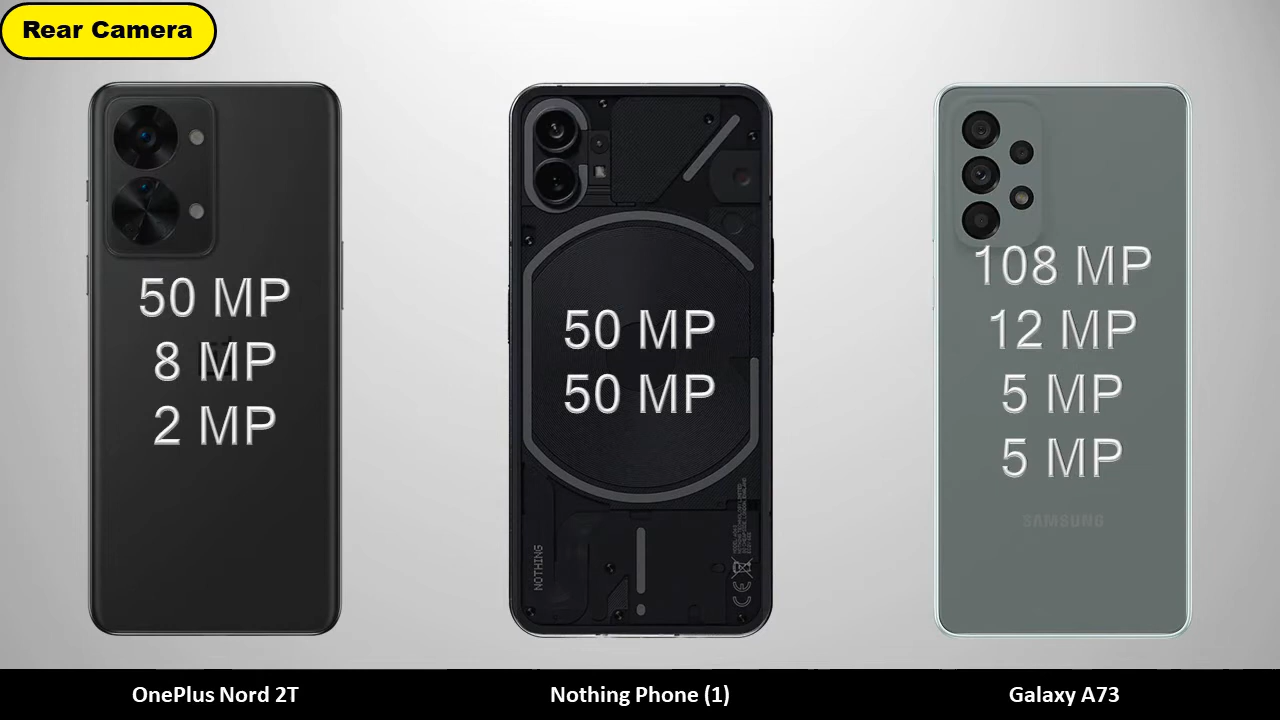 Rear Camera
50 MP
8 MP
2 MP
50 MP
50 MP
NOTHING
108 MP
12 MP
5 MP
5 MP
SAMSUNG
OnePlus Nord 2T
Nothing Phone (1)
Galaxy A73